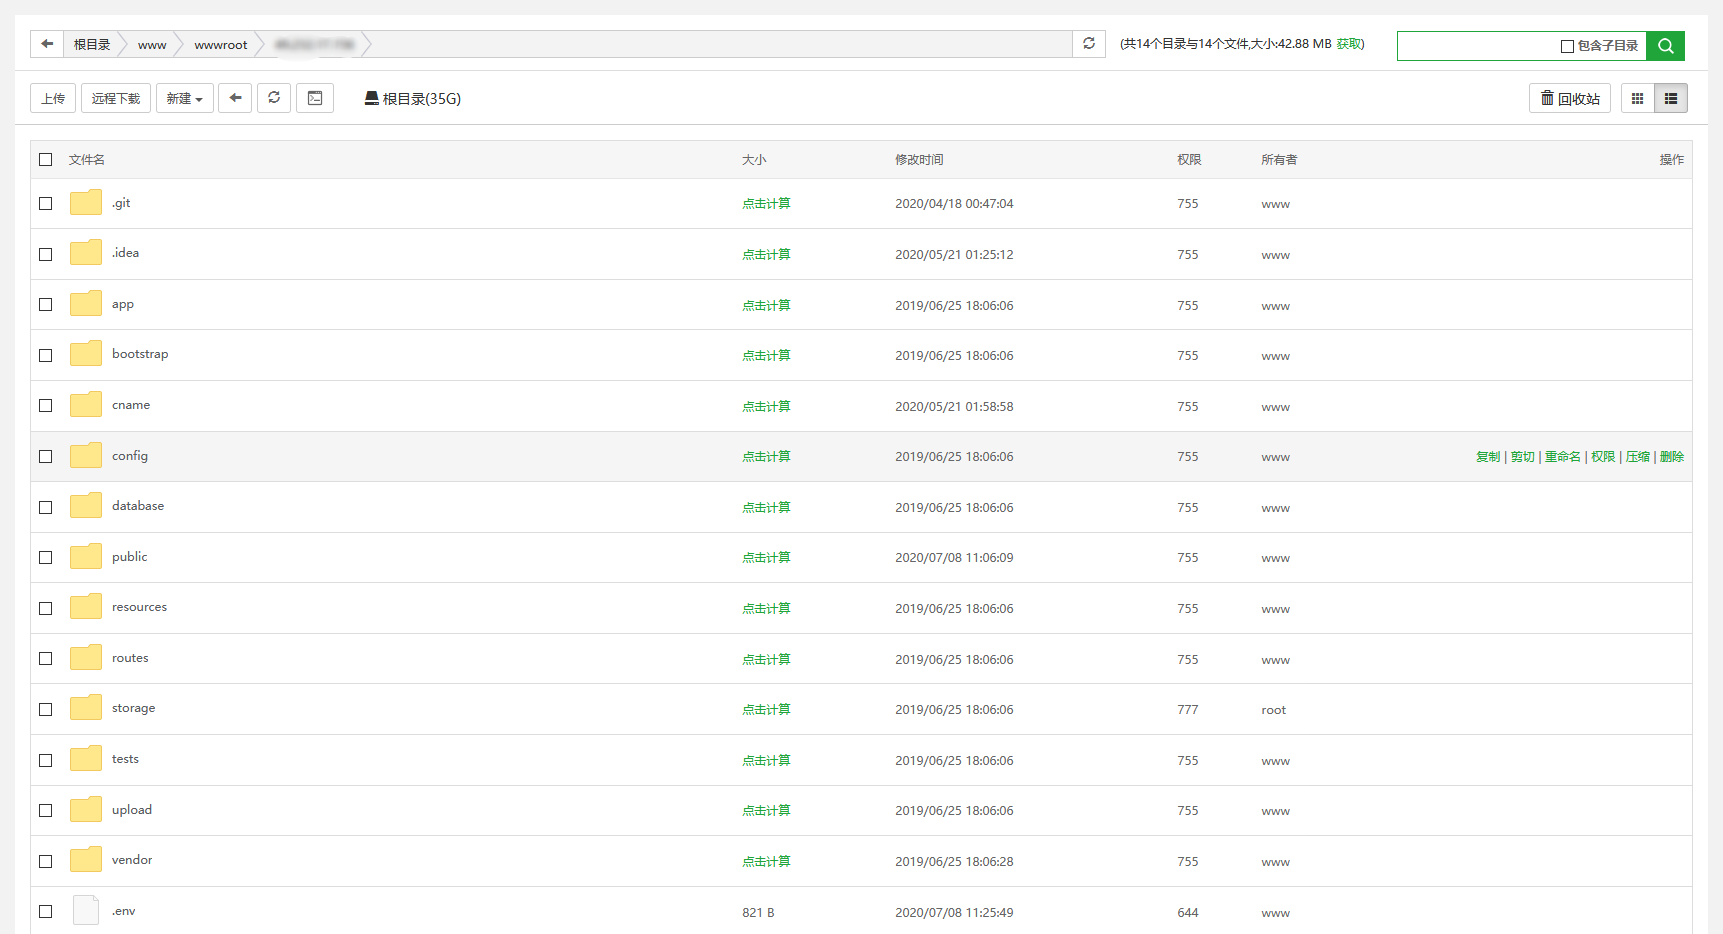 根目录 www wwwroot (共14个目录与14个文件,大小:42.88 MB 获取) 包含子目录
上传 远程下载 新建 根目录(35G) 回收站
文件名 大小 修改时间 权限 所有者 操作
.git 点击计算 2020/04/18 00:47:04 755 www
.idea 点击计算 2020/05/21 01:25:12 755 www
app 点击计算 2019/06/25 18:06:06 755 www
bootstrap 点击计算 2019/06/25 18:06:06 755 www
cname 点击计算 2020/05/21 01:58:58 755 www
config 点击计算 2019/06/25 18:06:06 755 www 复制 | 剪切 | 重命名 | 权限 | 压缩 | 删除
database 点击计算 2019/06/25 18:06:06 755 www
public 点击计算 2020/07/08 11:06:09 755 www
resources 点击计算 2019/06/25 18:06:06 755 www
routes 点击计算 2019/06/25 18:06:06 755 www
storage 点击计算 2019/06/25 18:06:06 777 root
tests 点击计算 2019/06/25 18:06:06 755 www
upload 点击计算 2019/06/25 18:06:06 755 www
vendor 点击计算 2019/06/25 18:06:28 755 www
.env 821 B 2020/07/08 11:25:49 644 www